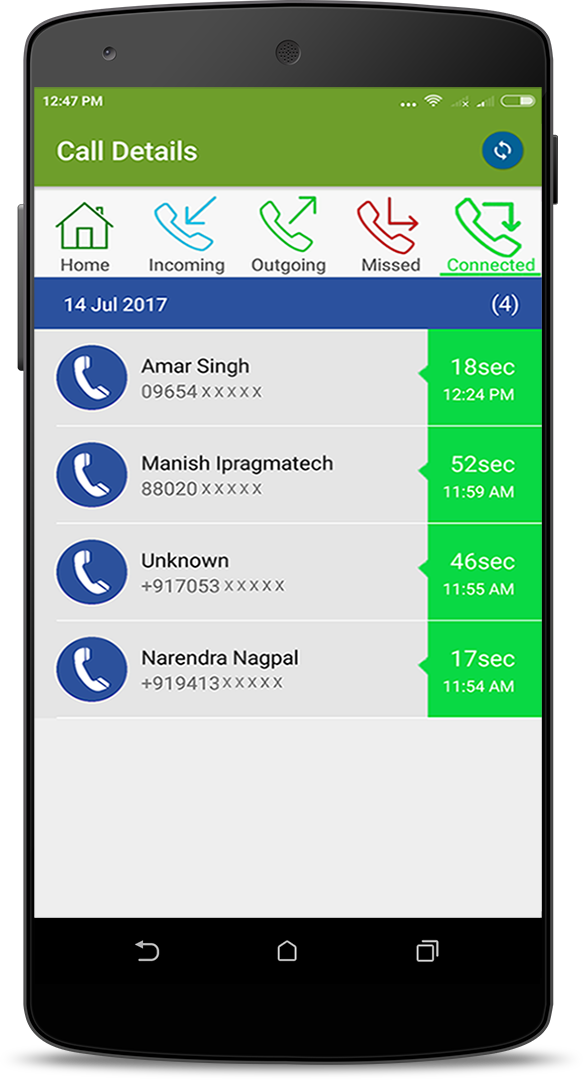 12:47 PM
Call Details
Home Incoming Outgoing Missed Connected
14 Jul 2017 (4)
Amar Singh 18sec
09654xxxxx 12:24 PM
Manish Ipragmatech 52sec
88020xxxxx 11:59 AM
Unknown 46sec
+917053xxxxx 11:55 AM
Narendra Nagpal 17sec
+919413xxxxx 11:54 AM